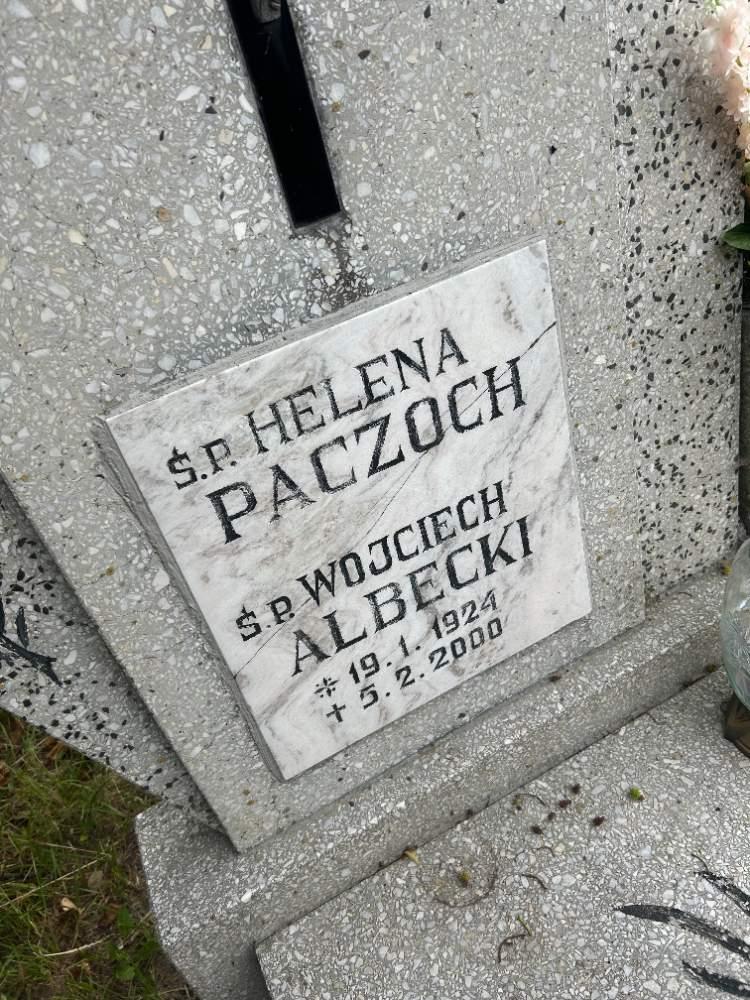 Ś.P. HELENA
PACZOCH
Ś.P. WOJCIECH
ALBECKI
* 19.1.1924
+ 5.2.2000